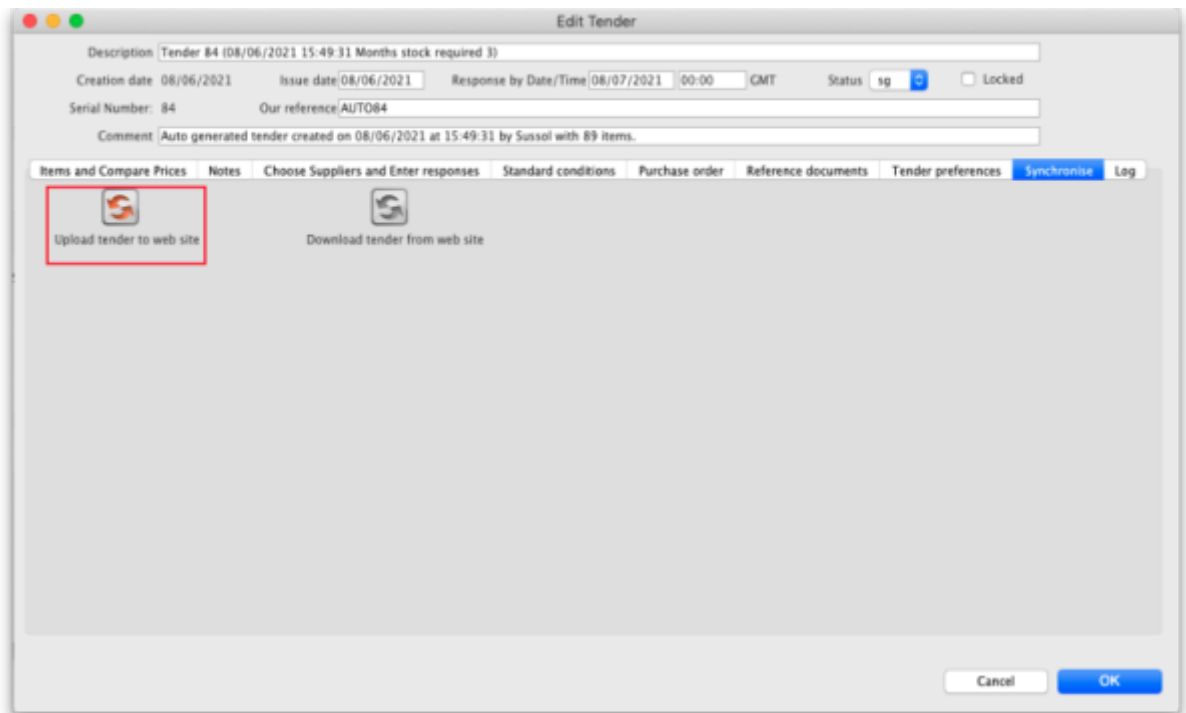 Edit Tender
Description Tender 84 (08/06/2021 15:49:31 Months stock required 3)
Creation date 08/06/2021 Issue date 08/06/2021 Response by Date/Time 08/07/2021 00:00 GMT Status sg Locked
Serial Number: 84 Our reference AUTO84
Comment Auto generated tender created on 08/06/2021 at 15:49:31 by Sussol with 89 items.
Items and Compare Prices Notes Choose Suppliers and Enter responses Standard conditions Purchase order Reference documents Tender preferences Synchronise Log
Upload tender to web site Download tender from web site
Cancel OK